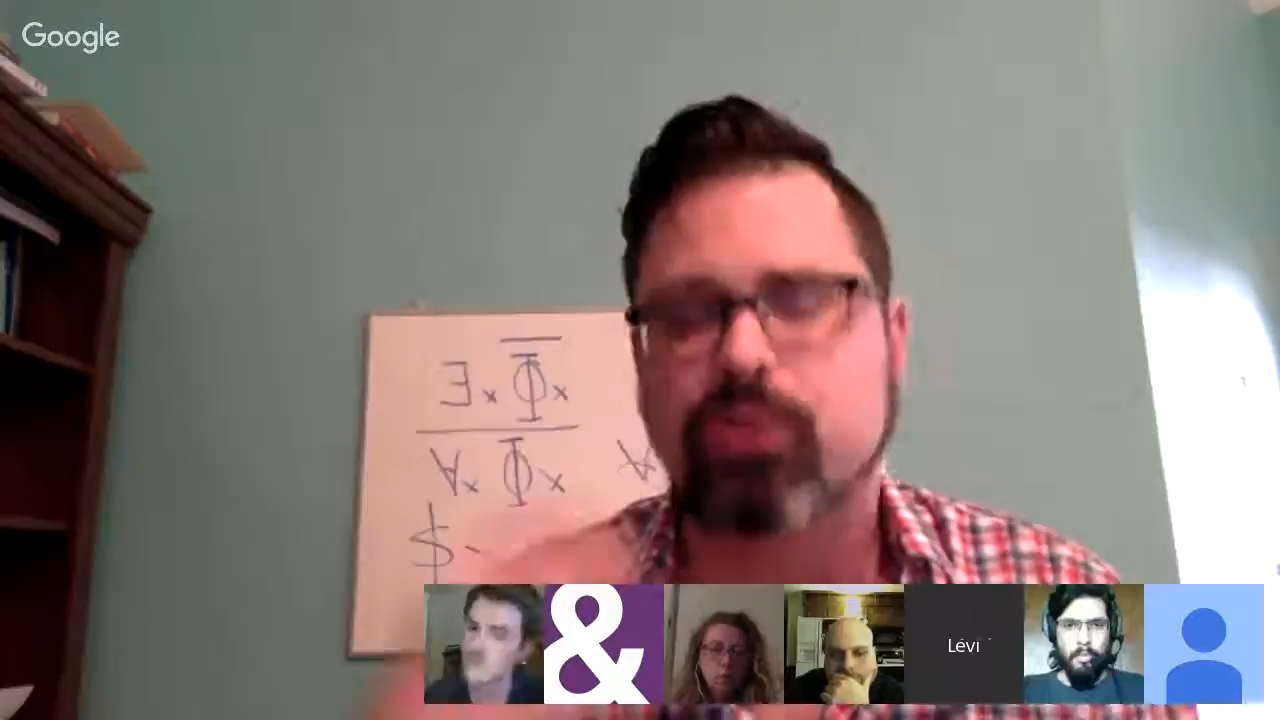 Google
∃x Φ̅x
∀x Φx ∀
$
&
Lévi